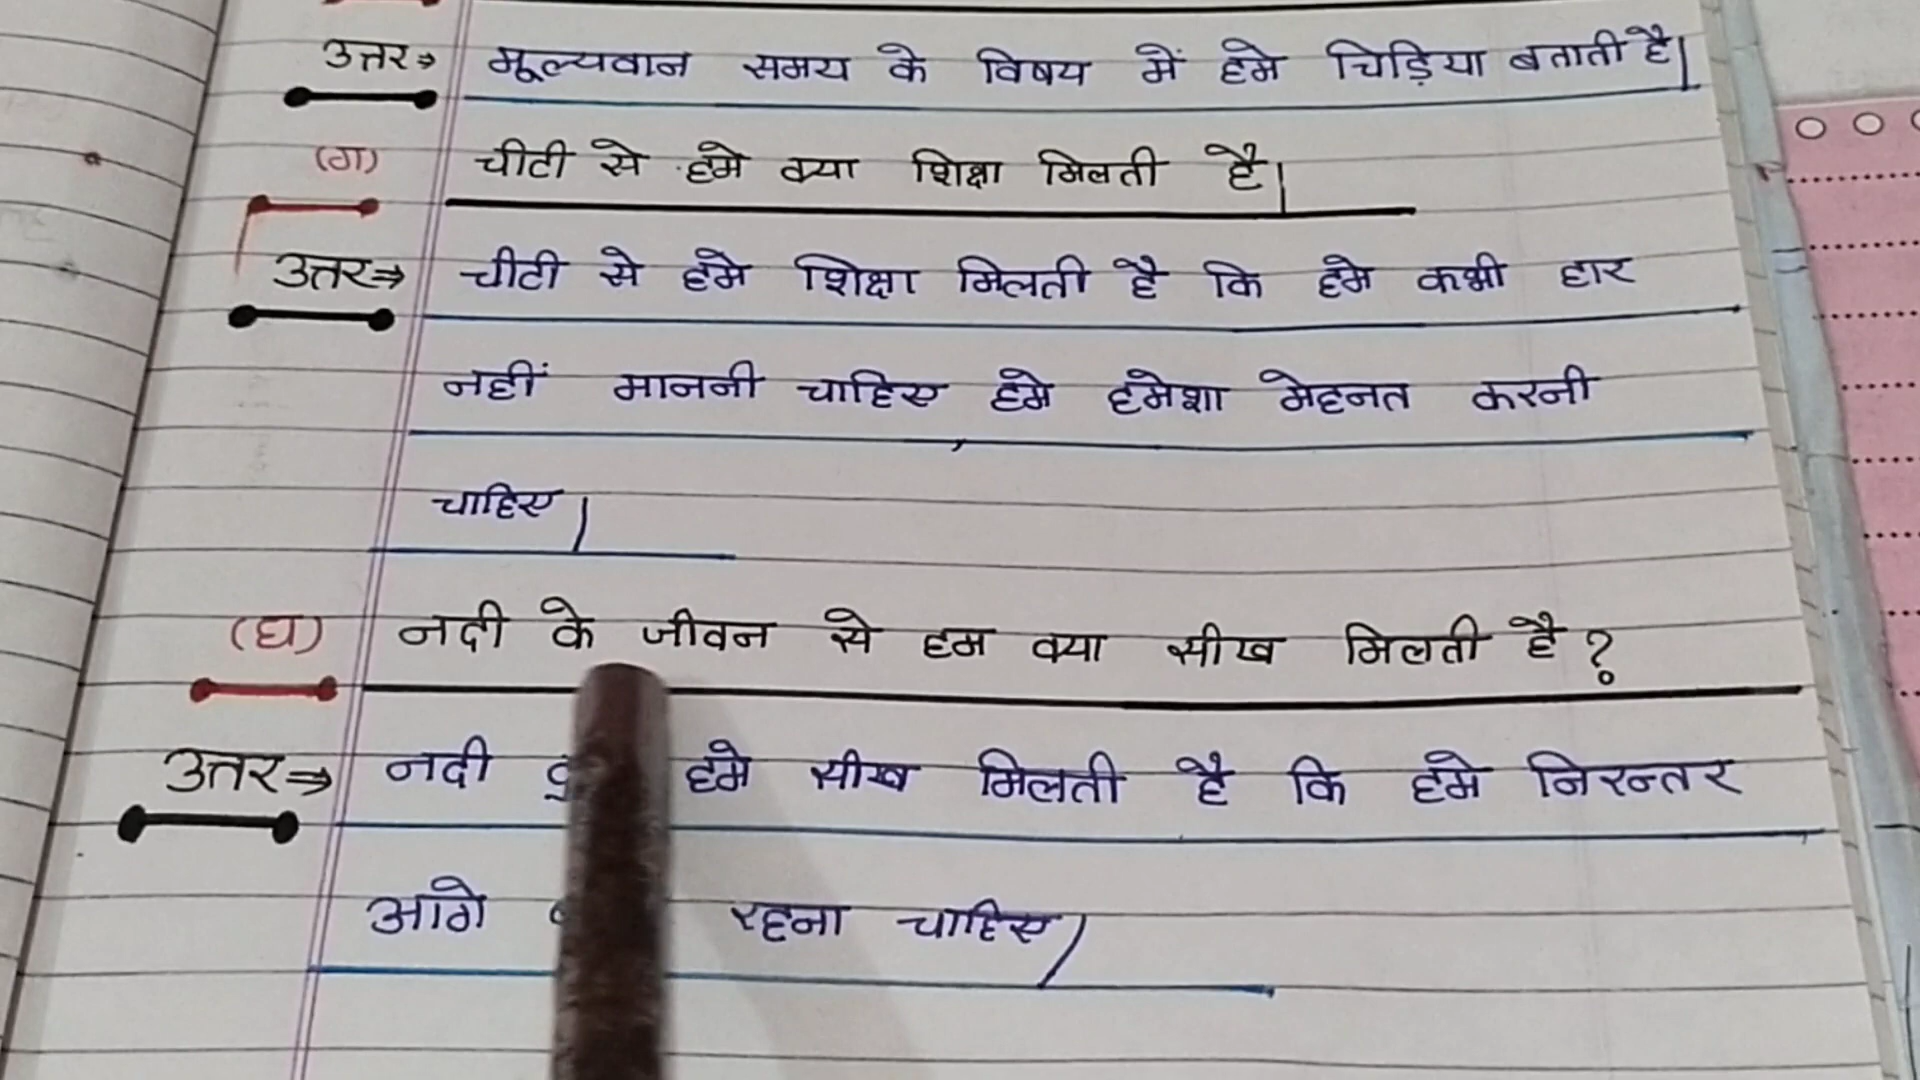 उत्तर⇒ मूल्यवान समय के विषय में हमे चिड़िया बताती है।
(ग) चीटी से हमे क्या शिक्षा मिलती है।
उत्तर⇒ चीटी से हमे शिक्षा मिलती है कि हमे कभी हार
नहीं माननी चाहिए हमे हमेशा मेहनत करनी
चाहिए।
(घ) नदी के जीवन से हम क्या सीख मिलती है?
उत्तर⇒ नदी हमे सीख मिलती है कि हमे निरन्तर
आगे रहना चाहिए।